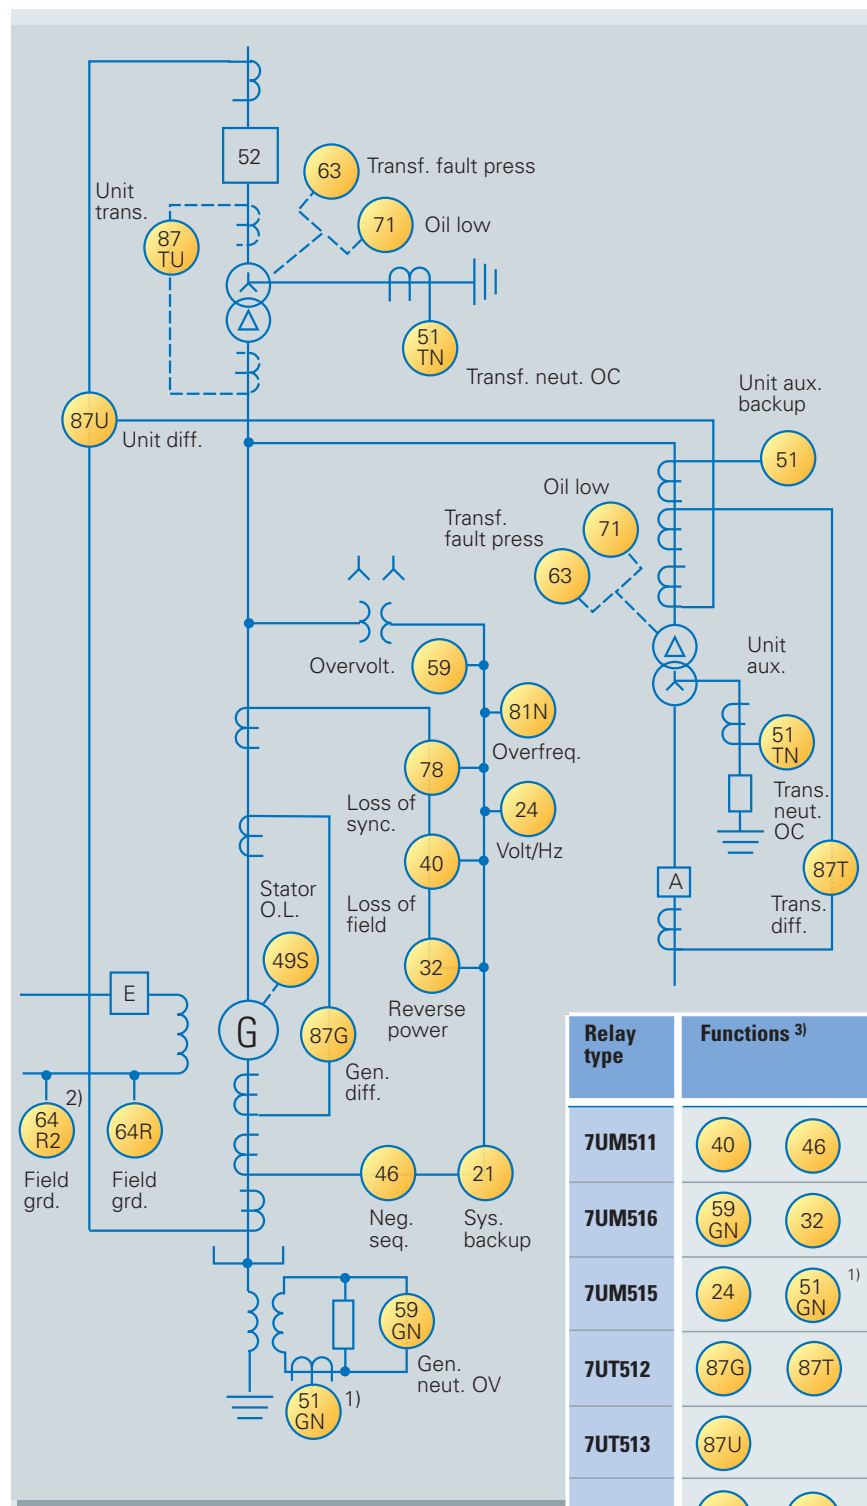 52
63
Transf. fault press
Unit
trans.
87
TU
71
Oil low
51
TN
Transf. neut. OC
Unit aux.
backup
87U
Unit diff.
51
Oil low
Transf.
fault press
71
63
Overvolt.
59
Unit
aux.
81N
Overfreq.
51
TN
78
Loss of
sync.
24
Volt/Hz
Trans.
neut.
OC
40
87T
Stator
O.L.
Loss of
field
A
Trans.
diff.
49S
32
Reverse
power
E
G
87G
Gen.
diff.
64
R2
2)
64R
Field
grd.
Field
grd.
46
21
Neg.
seq.
Sys.
backup
59
GN
Gen.
neut. OV
51
GN
1)
Relay
type
Functions 3)
7UM511
40
46
7UM516
59
GN
32
7UM515
24
51
GN
1)
7UT512
87G
87T
7UT513
87U